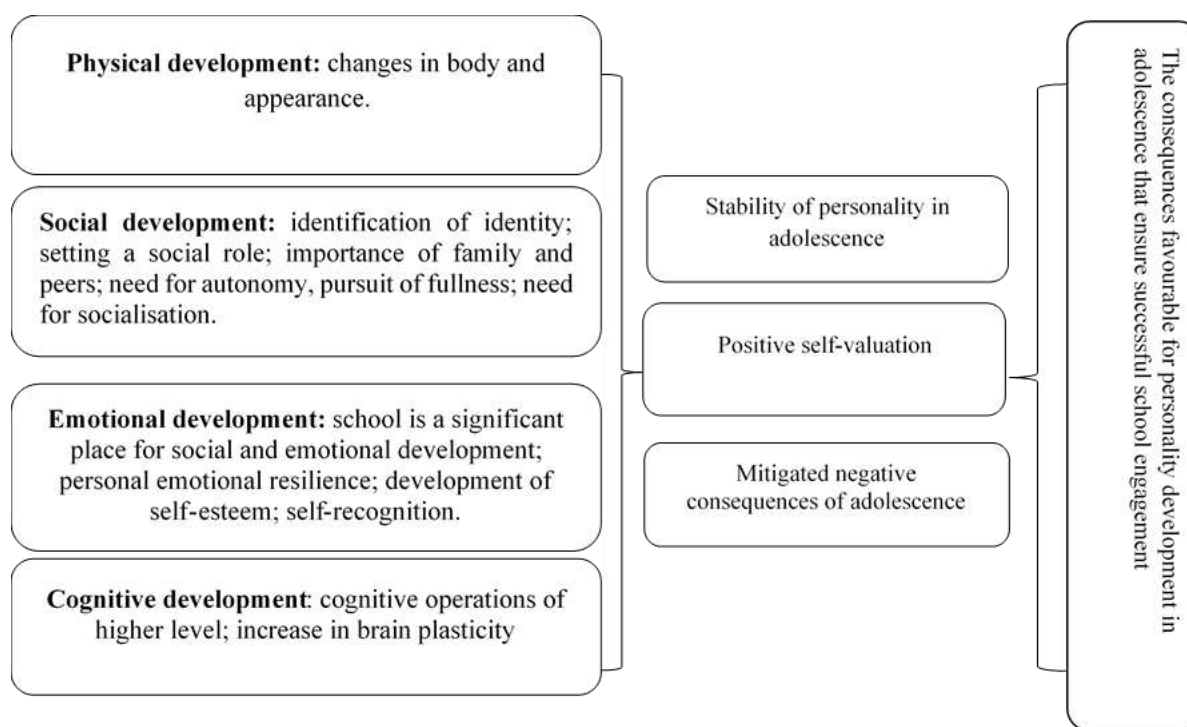 Physical development: changes in body and
appearance.
Social development: identification of identity;
setting a social role; importance of family and
peers; need for autonomy, pursuit of fullness; need
for socialisation.
Emotional development: school is a significant
place for social and emotional development;
personal emotional resilience; development of
self-esteem; self-recognition.
Cognitive development: cognitive operations of
higher level; increase in brain plasticity
Stability of personality in
adolescence
Positive self-valuation
Mitigated negative
consequences of adolescence
The consequences favourable for personality development in
adolescence that ensure successful school engagement